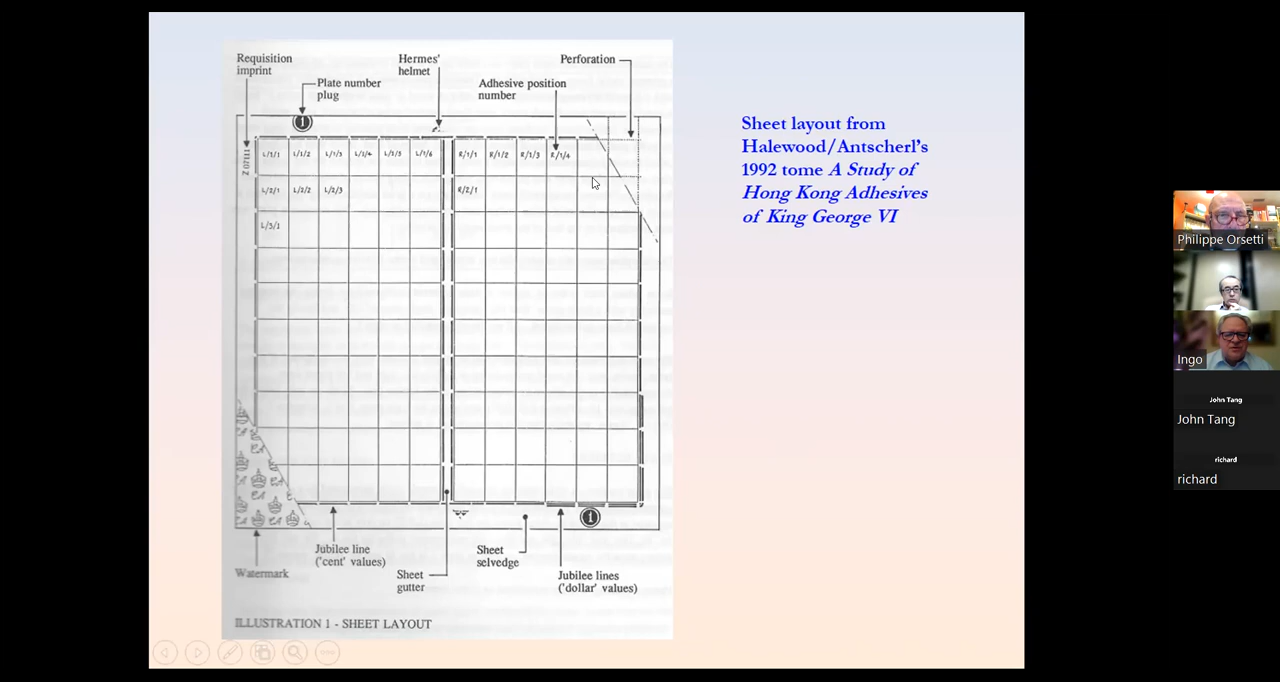 Requisition
imprint
Plate number
plug
Hermes'
helmet
Adhesive position
number
Perforation
1
Z 07111
L/1/1 L/1/2 L/1/3 L/1/4 L/1/5 L/1/6 R/1/1 R/1/2 R/1/3 R/1/4
L/2/1 L/2/2 L/2/3 R/2/1
L/3/1
1
Watermark
Jubilee line
('cent' values)
Sheet
gutter
Sheet
selvedge
Jubilee lines
('dollar' values)
ILLUSTRATION 1 - SHEET LAYOUT
Sheet layout from
Halewood/Antscherl's
1992 tome A Study of
Hong Kong Adhesives
of King George VI
Philippe Orsetti
Ingo
John Tang
John Tang
richard
richard